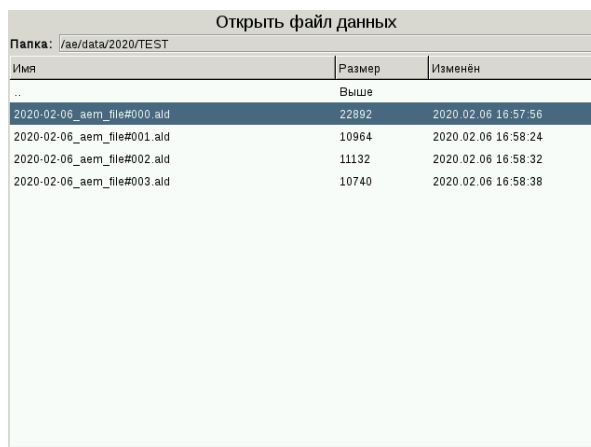 Открыть файл данных
Папка: /ae/data/2020/TEST
Имя Размер Изменён
.. Выше
2020-02-06_aem_file#000.ald 22892 2020.02.06 16:57:56
2020-02-06_aem_file#001.ald 10964 2020.02.06 16:58:24
2020-02-06_aem_file#002.ald 11132 2020.02.06 16:58:32
2020-02-06_aem_file#003.ald 10740 2020.02.06 16:58:38